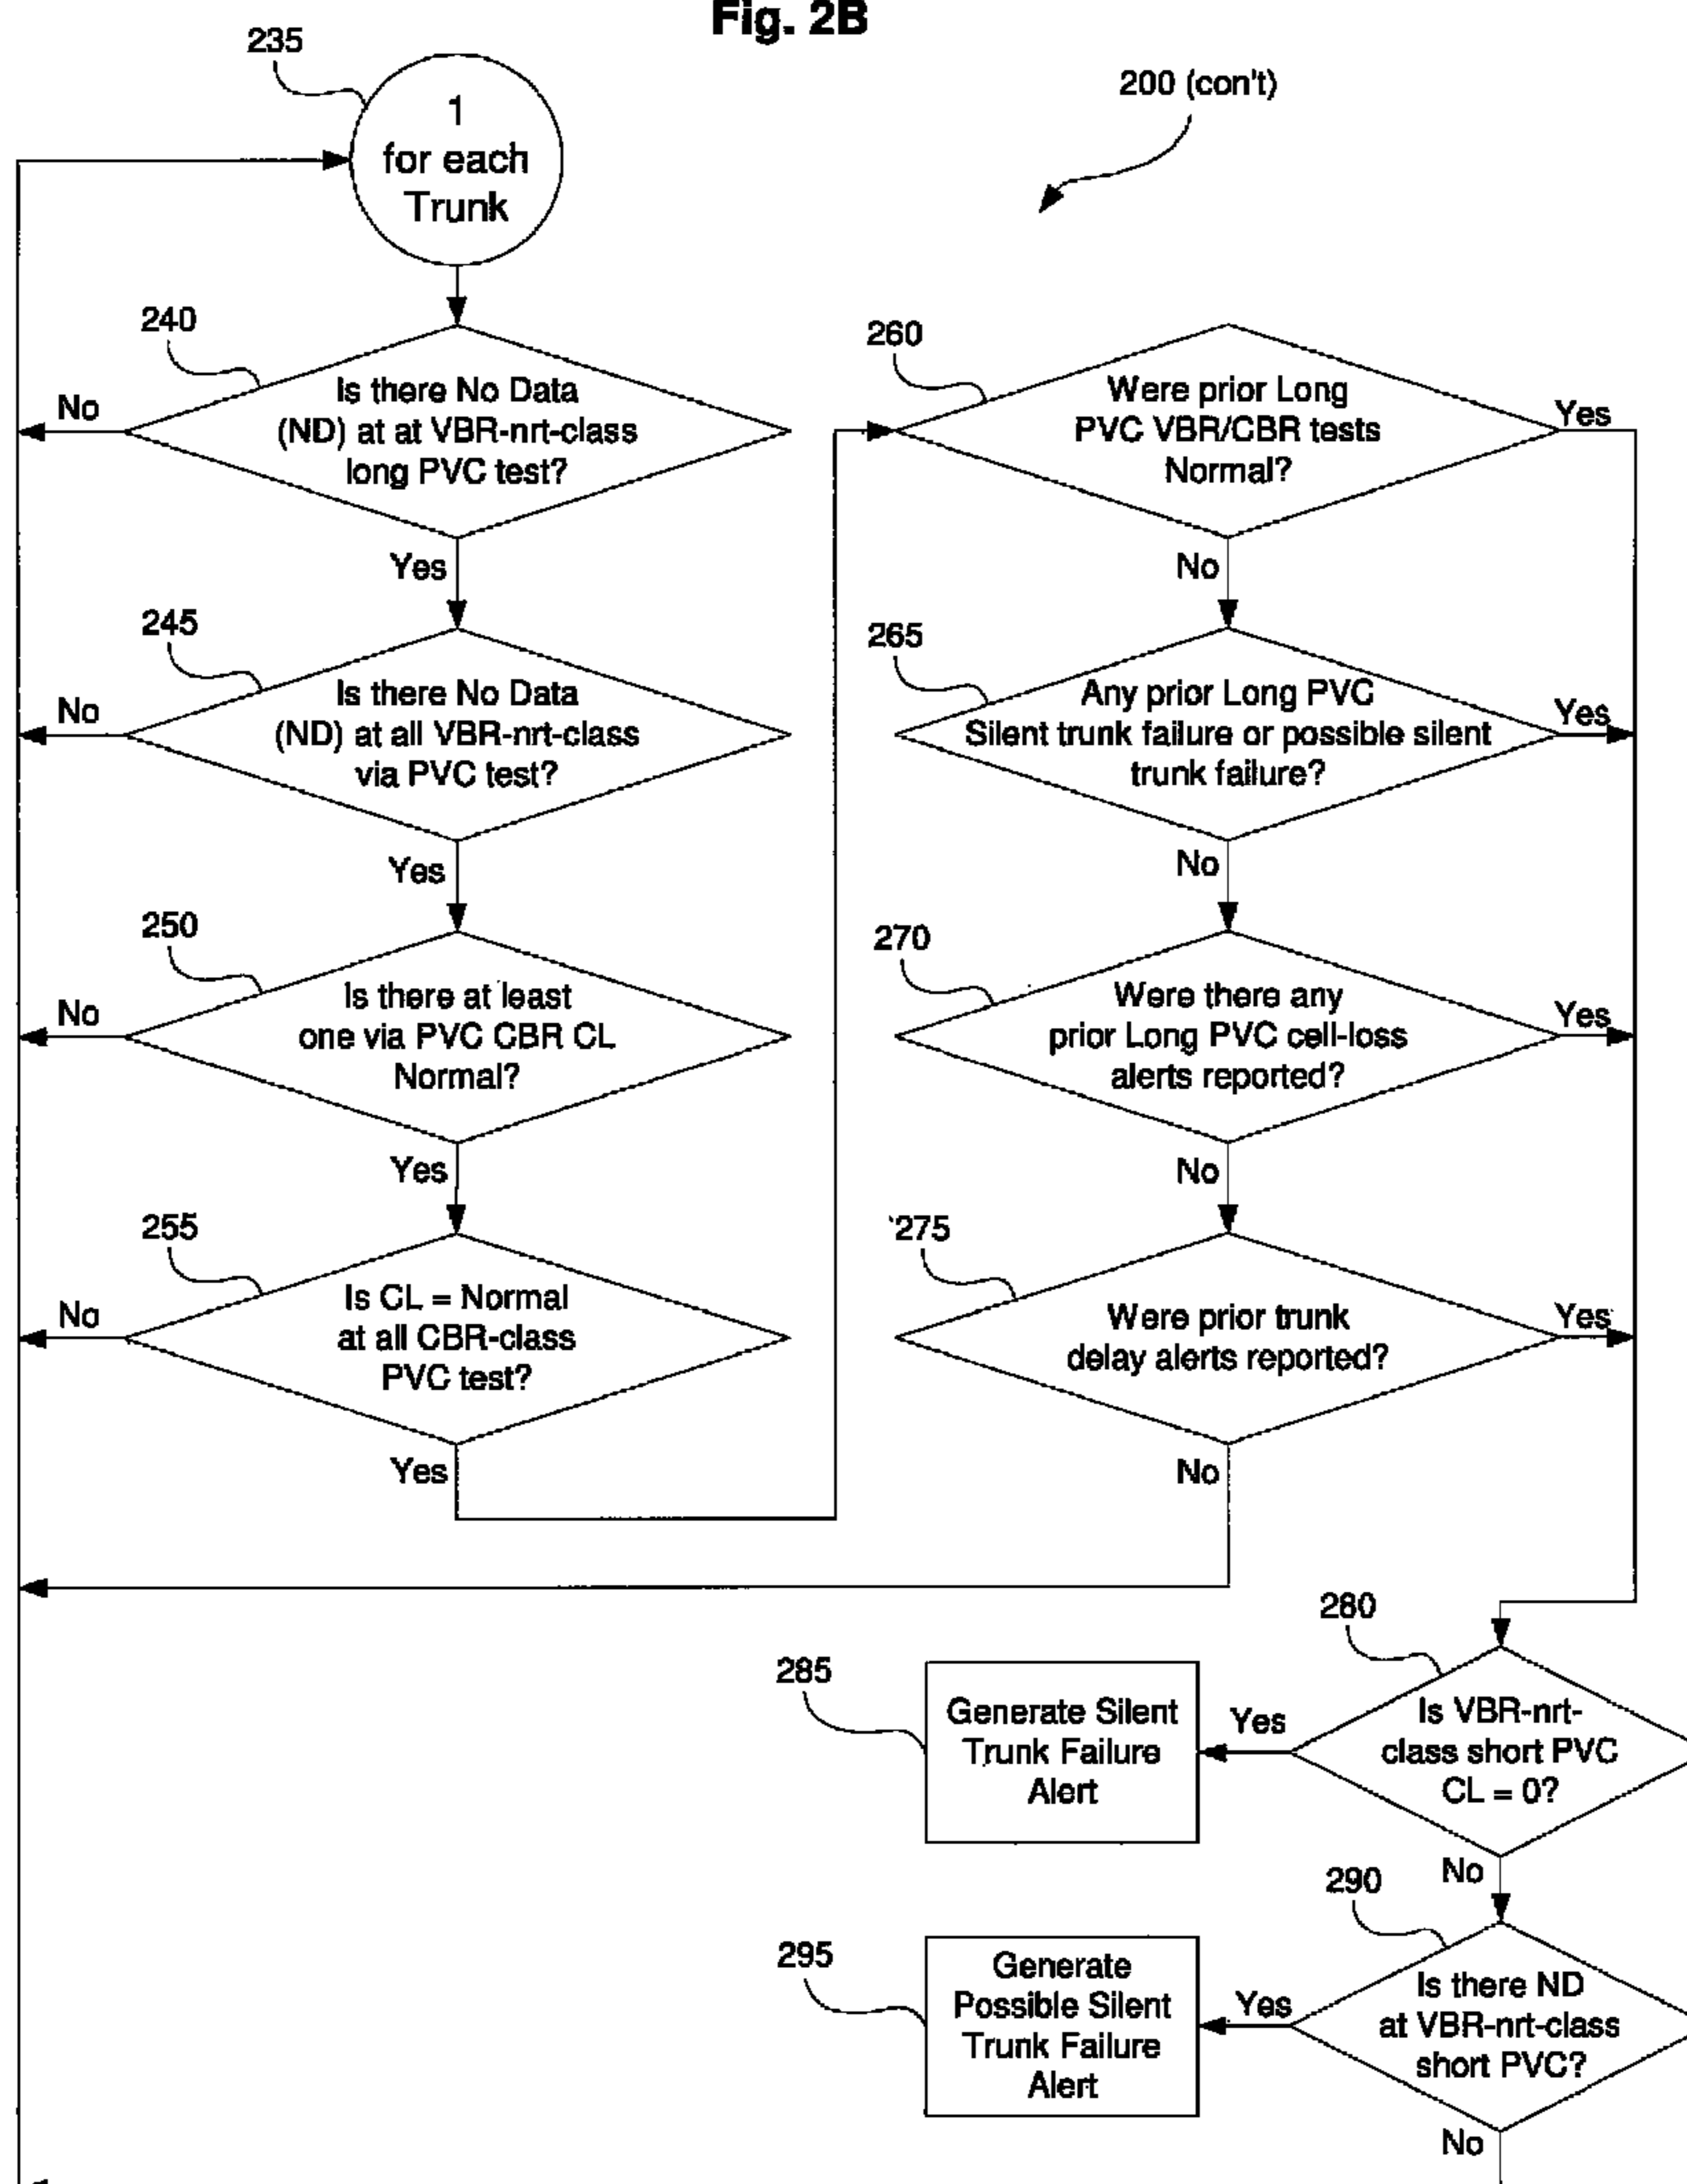 Fig. 2B
235
200 (con't)
1
for each
Trunk
240
Is there No Data
(ND) at at VBR-nrt-class
long PVC test?
No
Yes
245
Is there No Data
(ND) at all VBR-nrt-class
via PVC test?
No
Yes
250
Is there at least
one via PVC CBR CL
Normal?
No
Yes
255
Is CL = Normal
at all CBR-class
PVC test?
No
Yes
260
Were prior Long
PVC VBR/CBR tests
Normal?
Yes
No
265
Any prior Long PVC
Silent trunk failure or possible silent
trunk failure?
Yes
No
270
Were there any
prior Long PVC cell-loss
alerts reported?
Yes
No
275
Were prior trunk
delay alerts reported?
Yes
No
280
Is VBR-nrt-
class short PVC
CL = 0?
Yes
No
285
Generate Silent
Trunk Failure
Alert
290
Is there ND
at VBR-nrt-class
short PVC?
Yes
No
295
Generate
Possible Silent
Trunk Failure
Alert